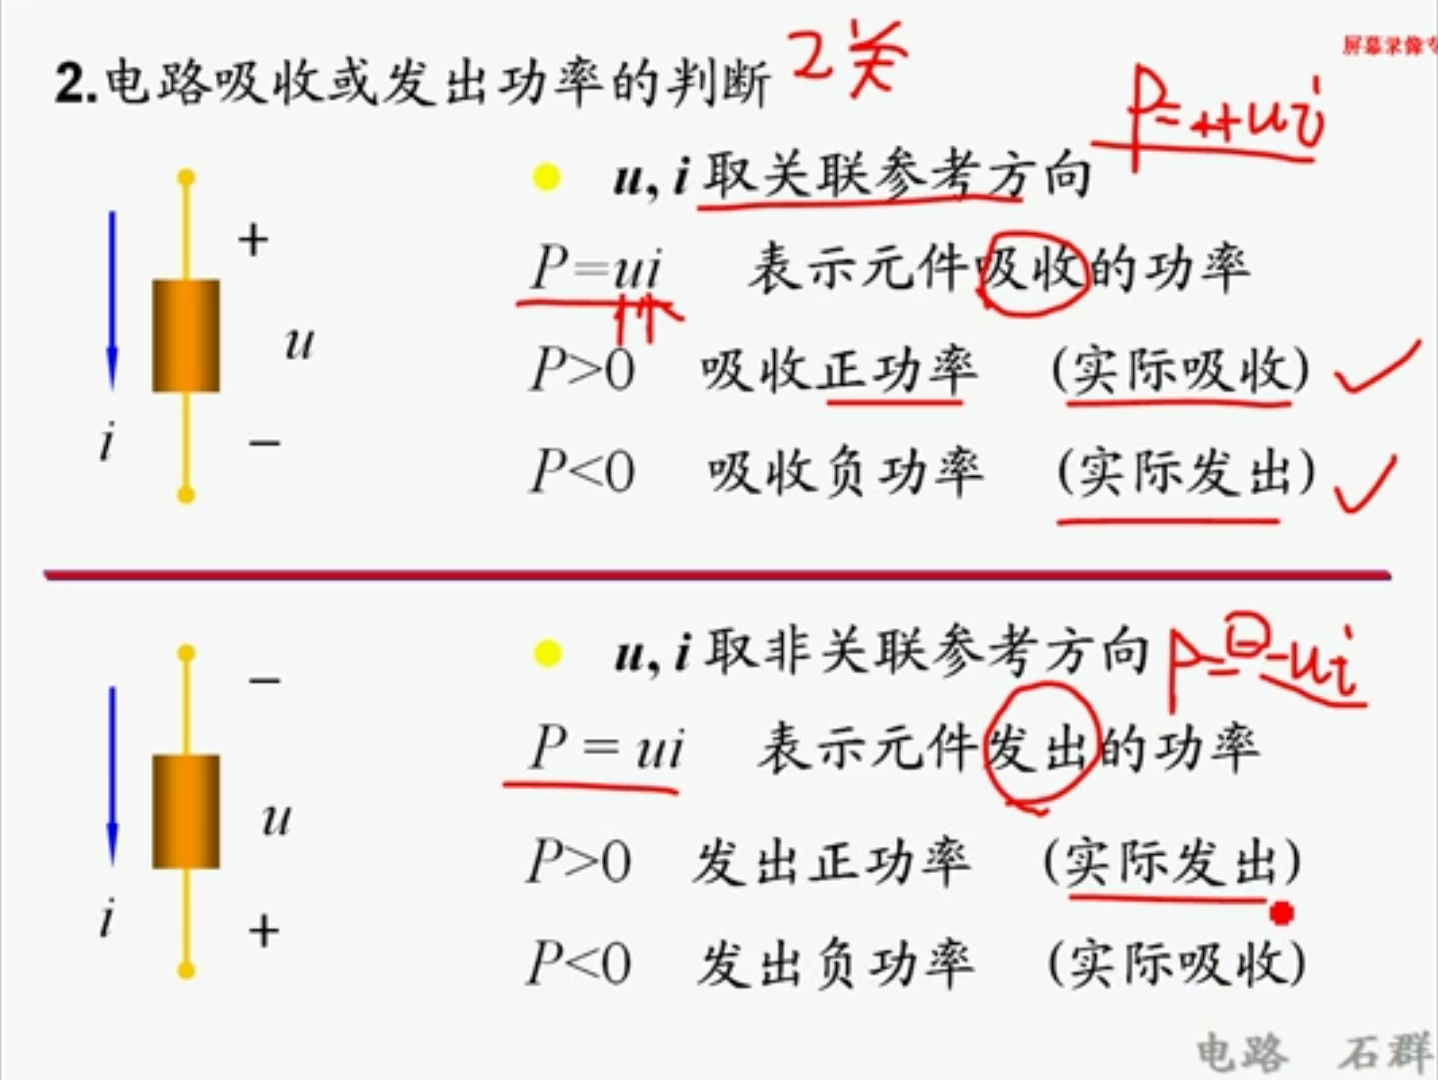 2.电路吸收或发出功率的判断
2关
屏幕录像专
P=++ui
u, i 取关联参考方向
+
P=ui 表示元件吸收的功率
u
P>0 吸收正功率 (实际吸收)
i
−
P<0 吸收负功率 (实际发出)
u, i 取非关联参考方向
P=−-ui
−
P = ui 表示元件发出的功率
u
P>0 发出正功率 (实际发出)
i
+
P<0 发出负功率 (实际吸收)
电路 石群